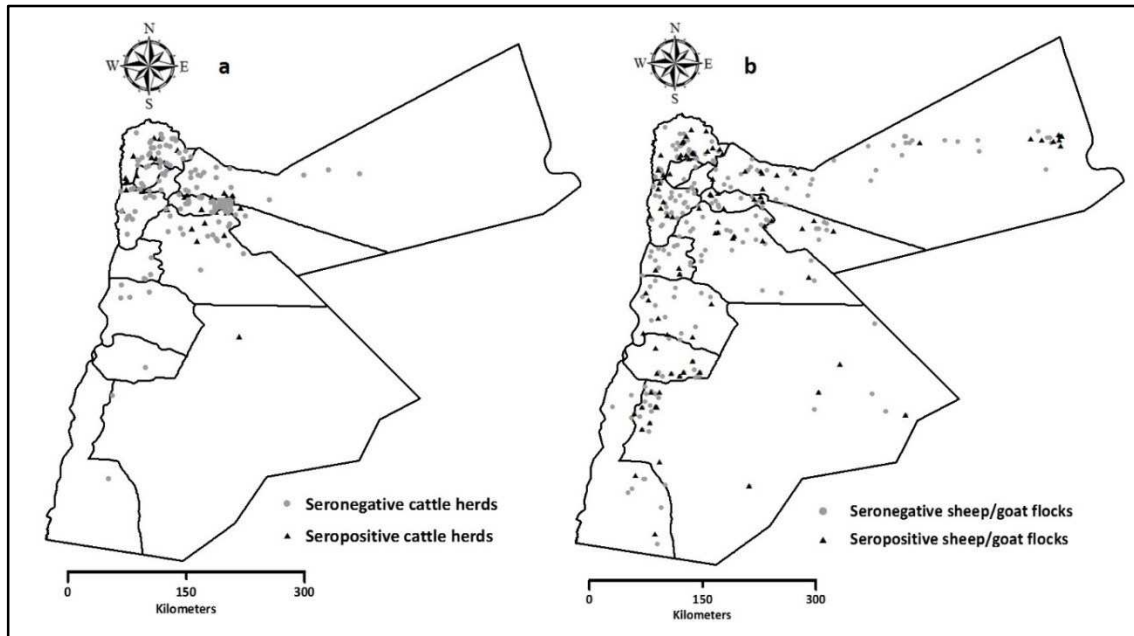 N
W E
S
a
Seronegative cattle herds
Seropositive cattle herds
0 150 300
Kilometers
N
W E
S
b
Seronegative sheep/goat flocks
Seropositive sheep/goat flocks
0 150 300
Kilometers